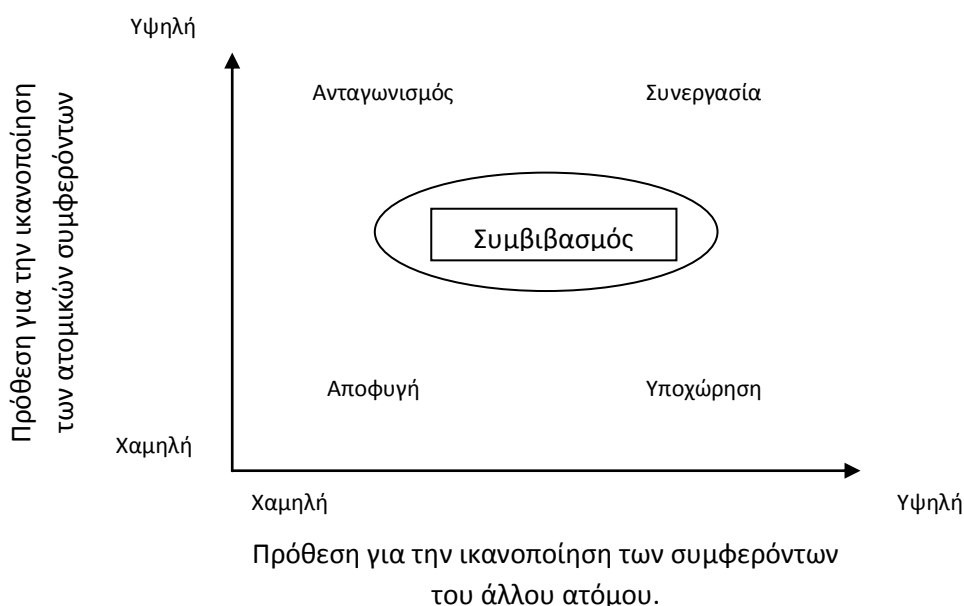 Υψηλή
Πρόθεση για την ικανοποίηση
των ατομικών συμφερόντων
Ανταγωνισμός
Συνεργασία
Συμβιβασμός
Αποφυγή
Υποχώρηση
Χαμηλή
Χαμηλή
Υψηλή
Πρόθεση για την ικανοποίηση των συμφερόντων
του άλλου ατόμου.